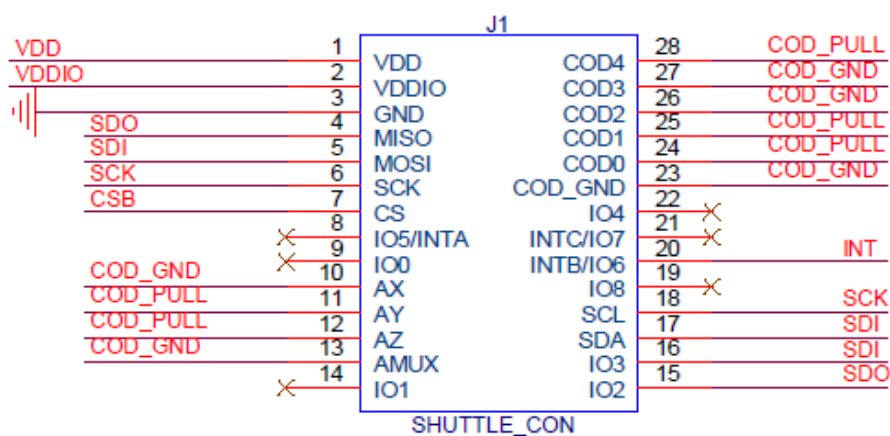 J1
VDD 1 VDD COD4 28 COD_PULL
VDDIO 2 VDDIO COD3 27 COD_GND
3 GND COD2 26 COD_GND
SDO 4 MISO COD1 25 COD_PULL
SDI 5 MOSI COD0 24 COD_PULL
SCK 6 SCK COD_GND 23 COD_GND
CSB 7 CS IO4 22
8 IO5/INTA INTC/IO7 21
9 IO0 INTB/IO6 20 INT
COD_GND 10 AX IO8 19
COD_PULL 11 AY SCL 18 SCK
COD_PULL 12 AZ SDA 17 SDI
COD_GND 13 AMUX IO3 16 SDI
14 IO1 IO2 15 SDO
SHUTTLE_CON